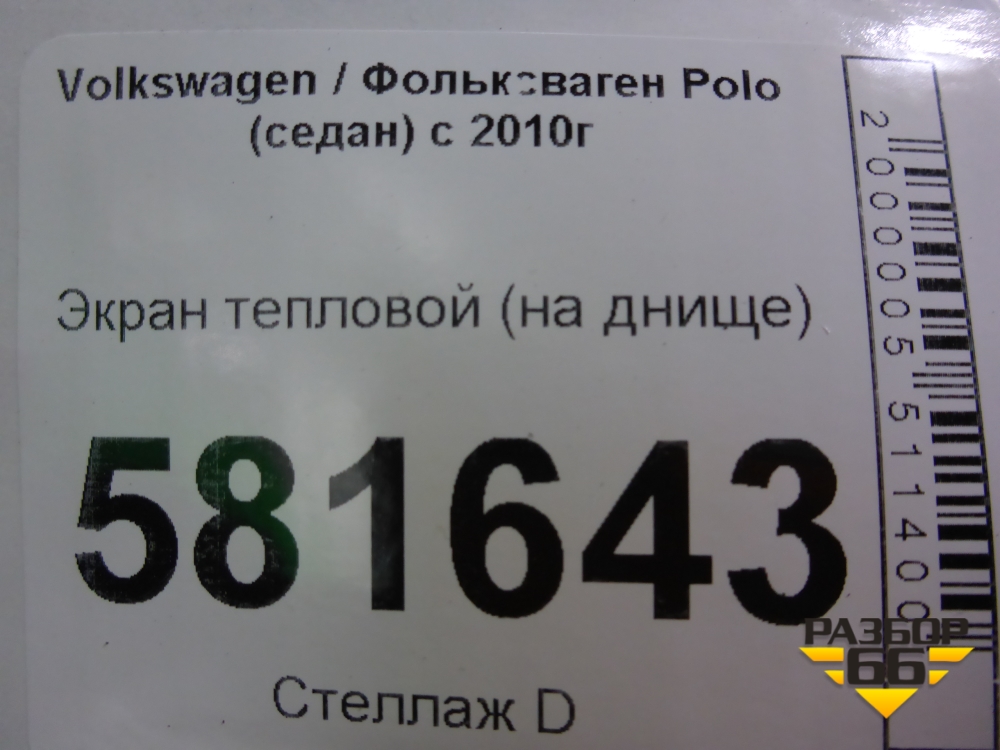 Volkswagen / Фольксваген Polo
(седан) с 2010г
Экран тепловой (на днище)
581643
Стеллаж D
2000005511400
РАЗБОР
66